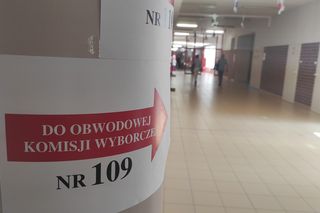 NR
DO OBWODOWEJ
KOMISJI WYBORCZE
NR 109